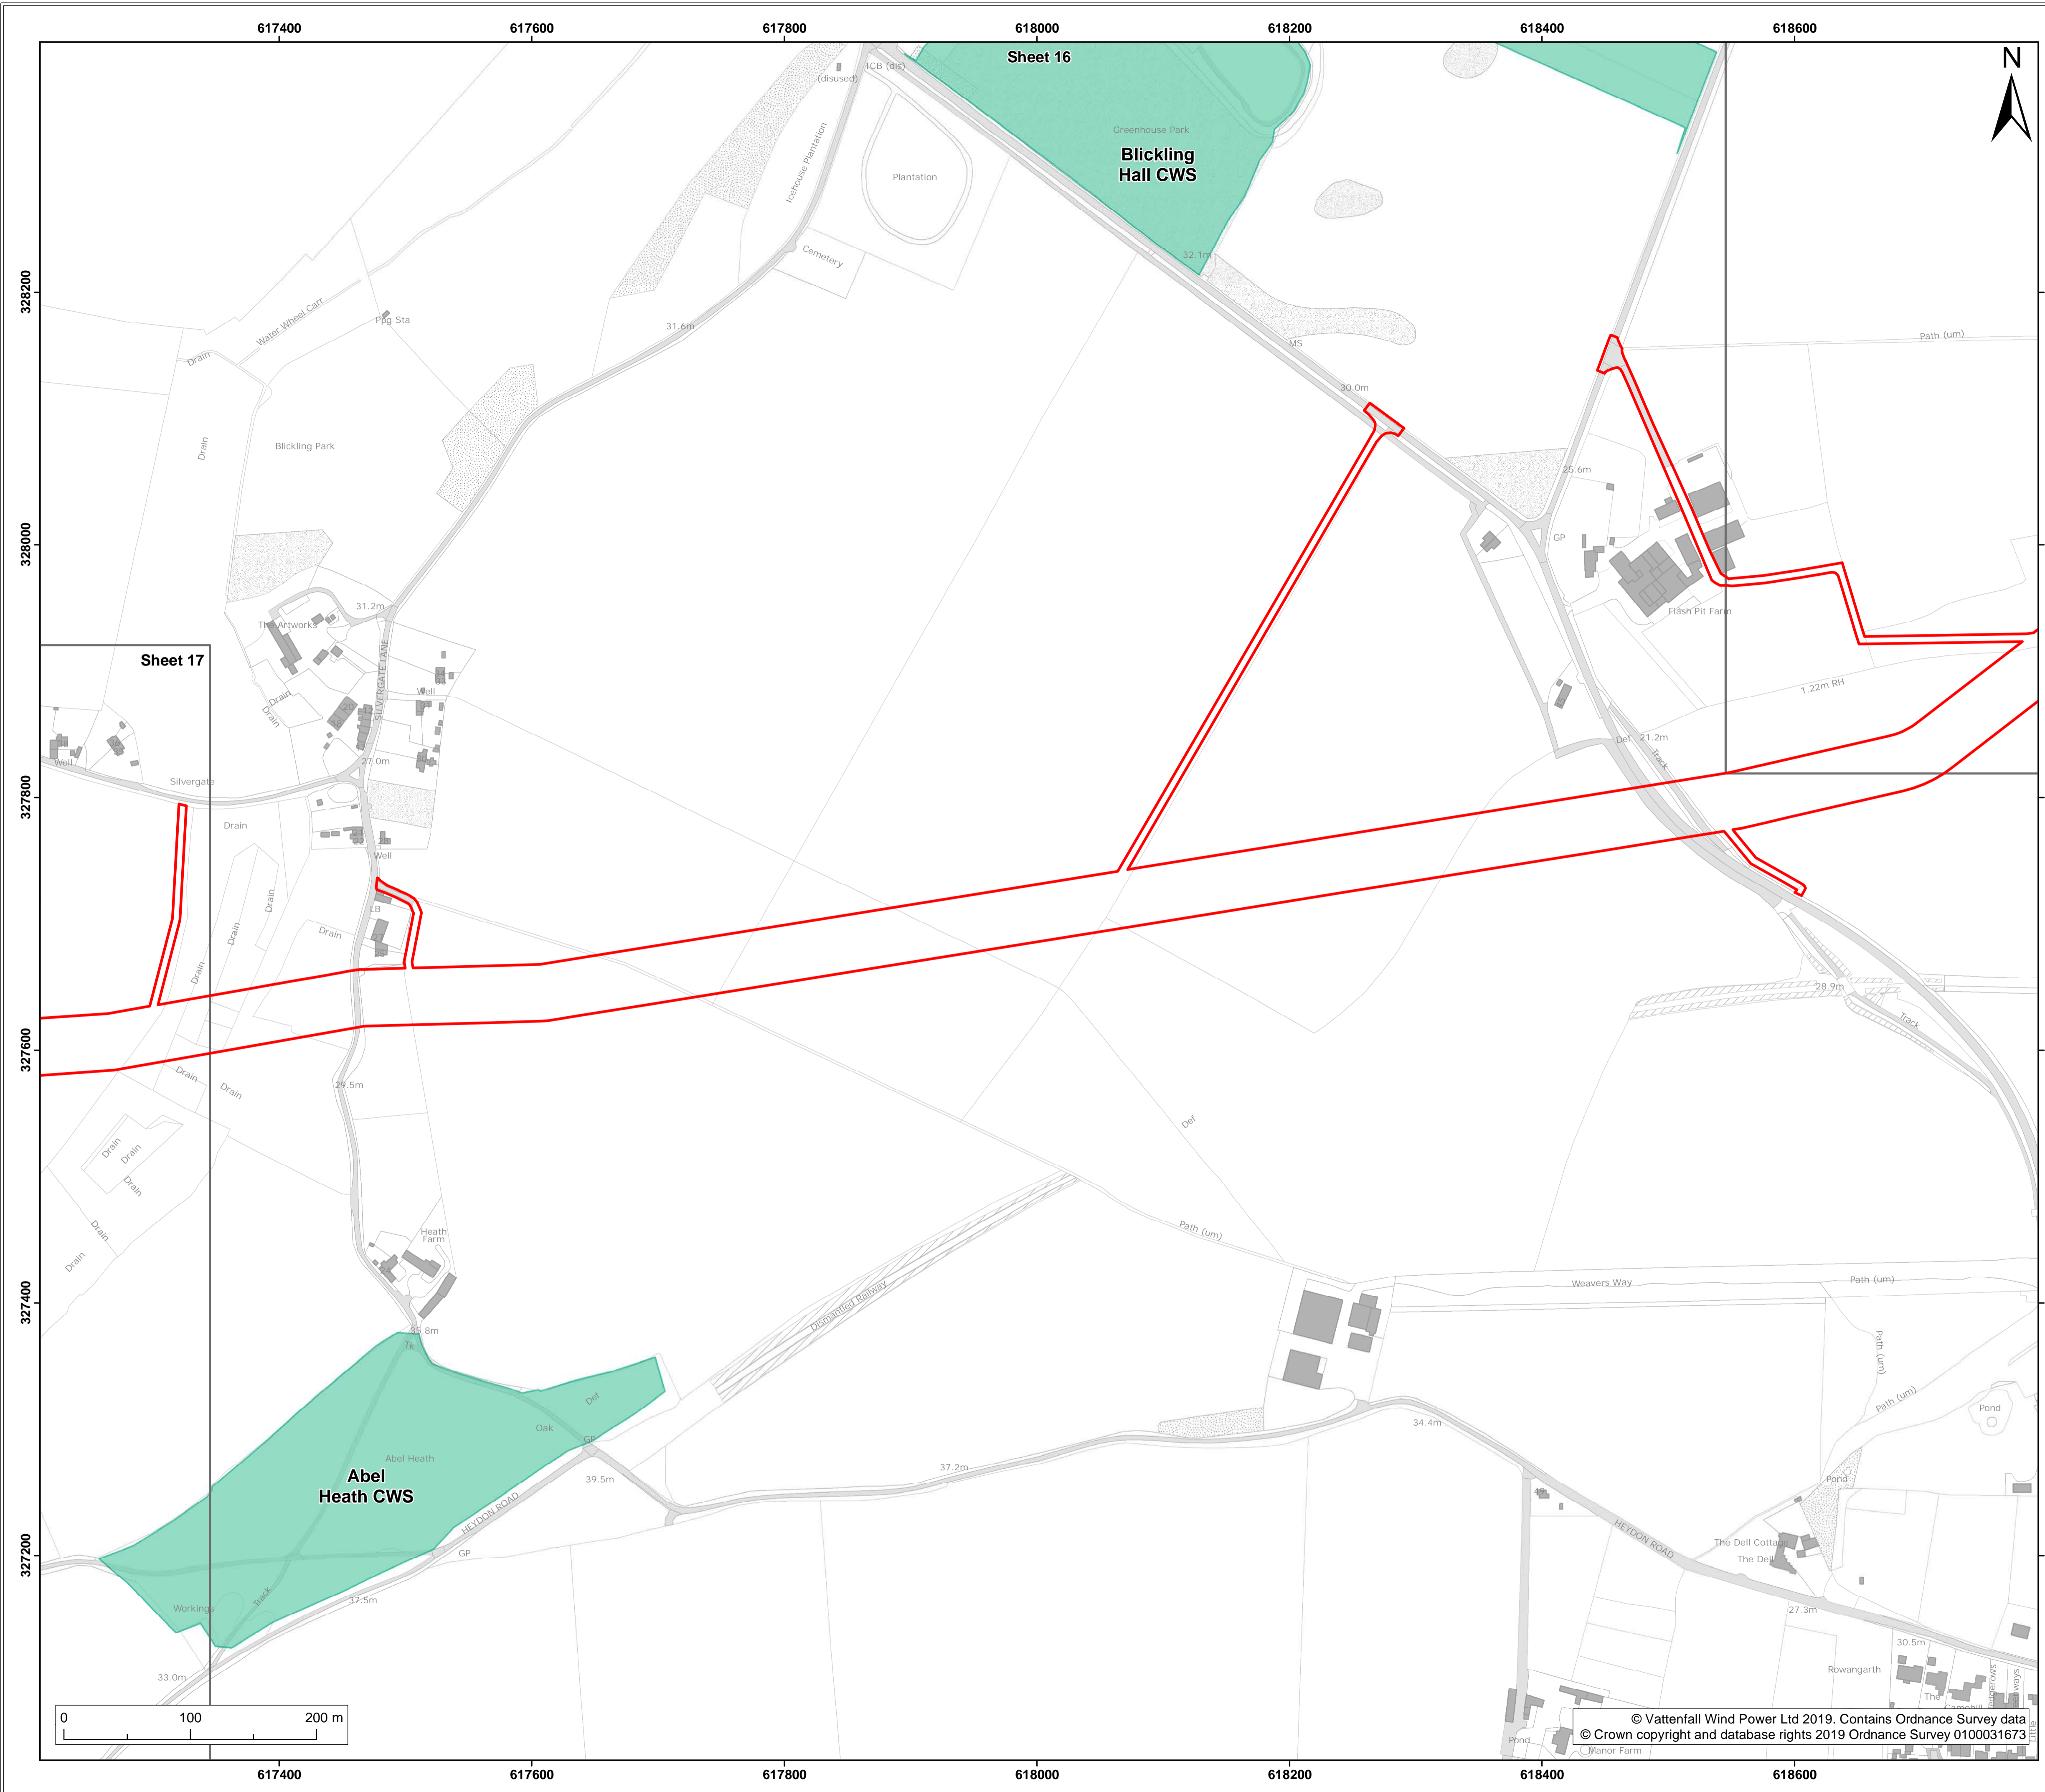 617400
617600
617800
618000
618200
618400
618600
N
Sheet 16
TCB (dis)
(disused)
Greenhouse Park
Blickling
Hall CWS
Icehouse Plantation
Plantation
Cemetery
32.1m
328200
Water Wheel Carr
Ppg Sta
Drain
31.6m
MS
Path (um)
30.0m
Drain
Blickling Park
25.6m
328000
GP
31.2m
The Artworks
Flash Pit Farm
SILVERGATE LANE
Sheet 17
Well
Drain
Drain
1.22m RH
Def
21.2m
Track
27.0m
Well
Silvergate
327800
Drain
Well
Drain
LB
Drain
Drain
Drain
28.9m
Track
327600
Drain
Drain
29.5m
Def
Drain
Drain
Drain
Drain
Drain
Path (um)
Heath
Farm
Weavers Way
Path (um)
327400
Dismantled Railway
35.8m
Tk
Path (um)
Path (um)
Def
Oak
GP
Pond
34.4m
Abel Heath
Abel
Heath CWS
37.2m
39.5m
Pond
HEYDON ROAD
HEYDON ROAD
GP
The Dell Cottage
The Dell
327200
Track
Workings
37.5m
27.3m
30.5m
33.0m
Rowangarth
The
0 100 200 m
© Vattenfall Wind Power Ltd 2019. Contains Ordnance Survey data
© Crown copyright and database rights 2019 Ordnance Survey 0100031673
Pond
Manor Farm
617400
617600
617800
618000
618200
618400
618600